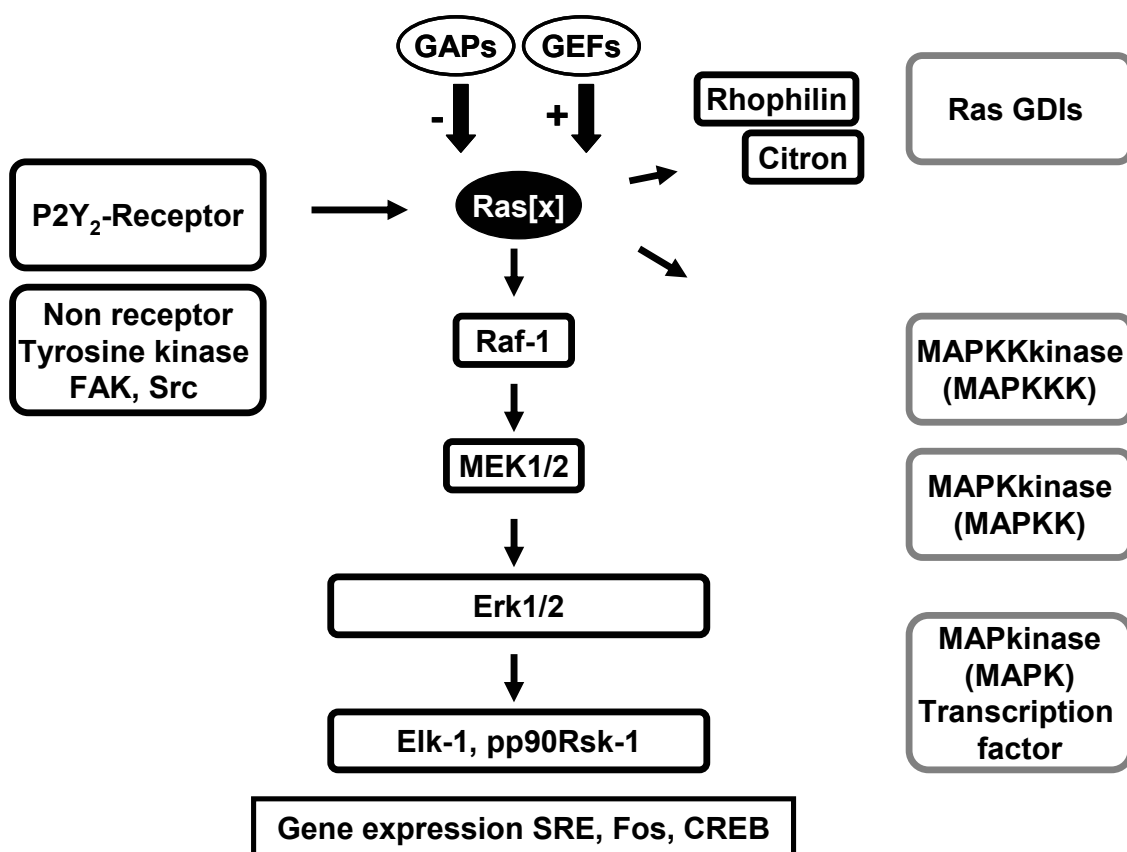 GAPs
GEFs
-
+
Rhophilin
Citron
Ras GDIs
P2Y₂-Receptor
Ras[x]
Non receptor
Tyrosine kinase
FAK, Src
Raf-1
MAPKKkinase
(MAPKKK)
MEK1/2
MAPKkinase
(MAPKK)
Erk1/2
MAPkinase
(MAPK)
Transcription
factor
Elk-1, pp90Rsk-1
Gene expression SRE, Fos, CREB